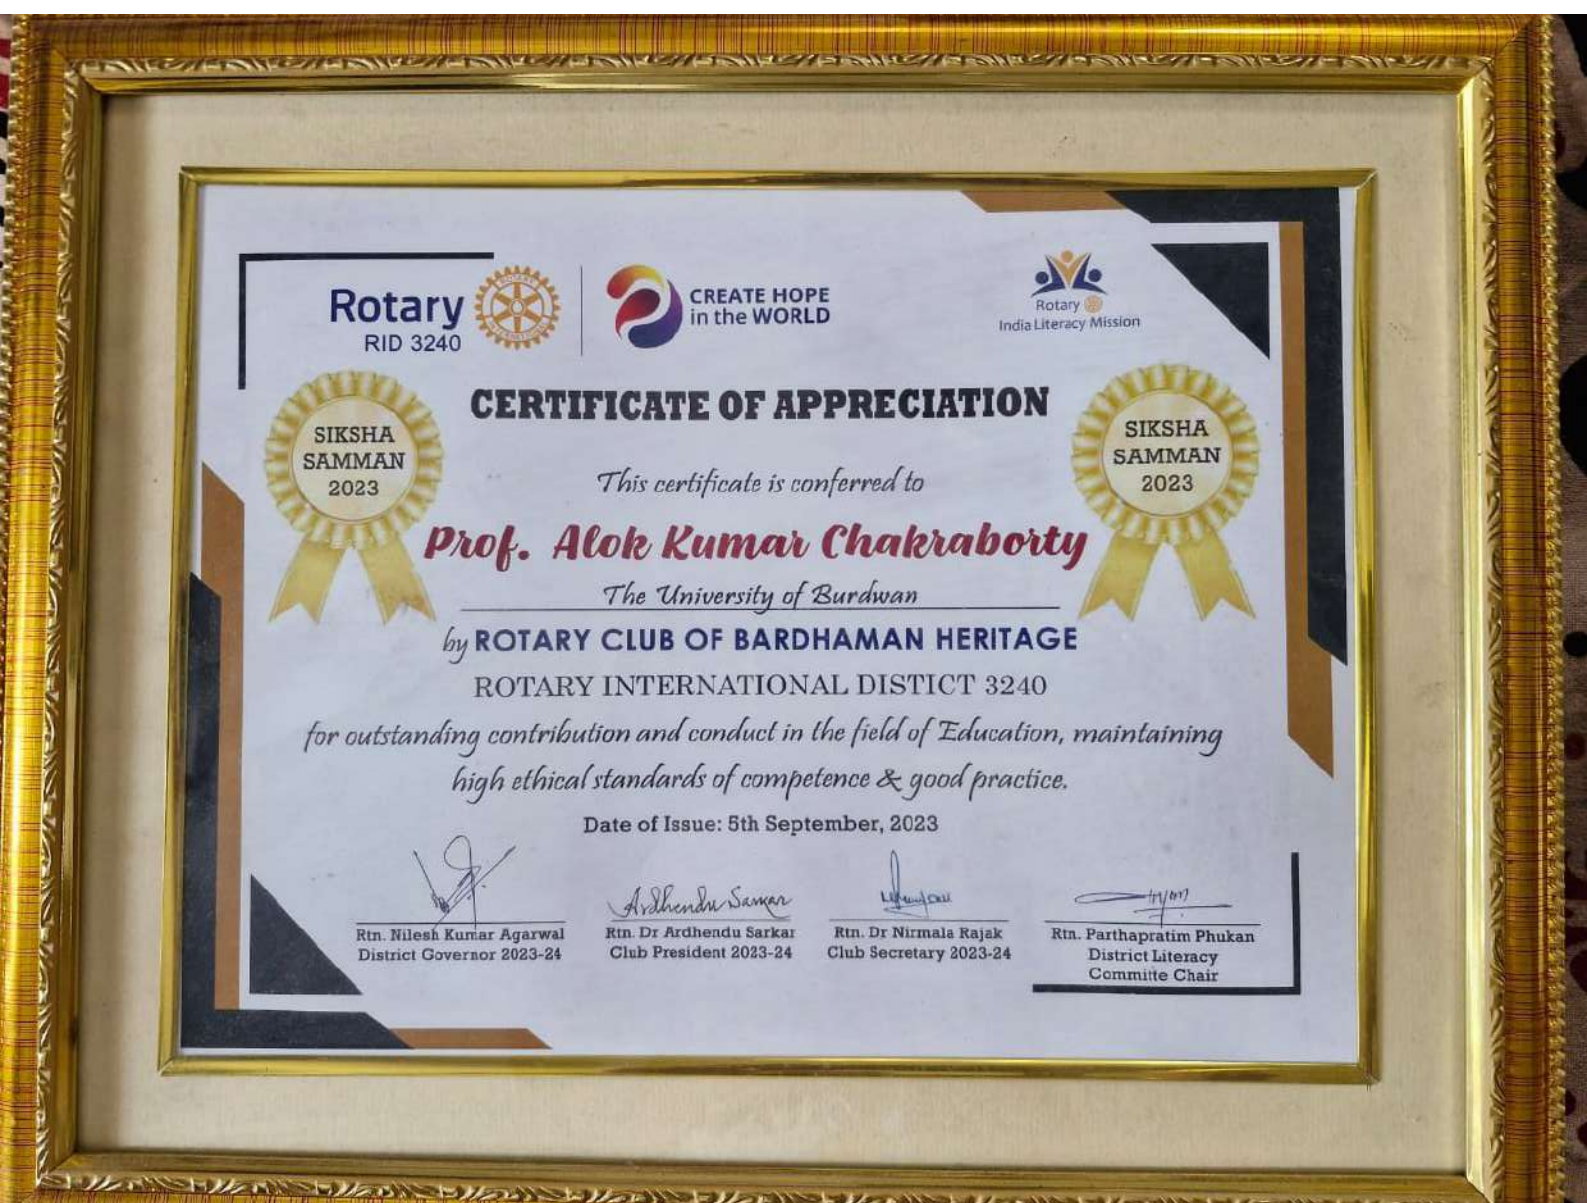 Rotary
RID 3240
CREATE HOPE
in the WORLD
Rotary
India Literacy Mission
CERTIFICATE OF APPRECIATION
SIKSHA
SAMMAN
2023
SIKSHA
SAMMAN
2023
This certificate is conferred to
Prof. Alok Kumar Chakraborty
The University of Burdwan
by ROTARY CLUB OF BARDHAMAN HERITAGE
ROTARY INTERNATIONAL DISTICT 3240
for outstanding contribution and conduct in the field of Education, maintaining
high ethical standards of competence & good practice.
Date of Issue: 5th September, 2023
Ardhendu Sarkar
Rtn. Nilesh Kumar Agarwal
District Governor 2023-24
Rtn. Dr Ardhendu Sarkar
Club President 2023-24
Rtn. Dr Nirmala Rajak
Club Secretary 2023-24
Rtn. Parthapratim Phukan
District Literacy
Committe Chair